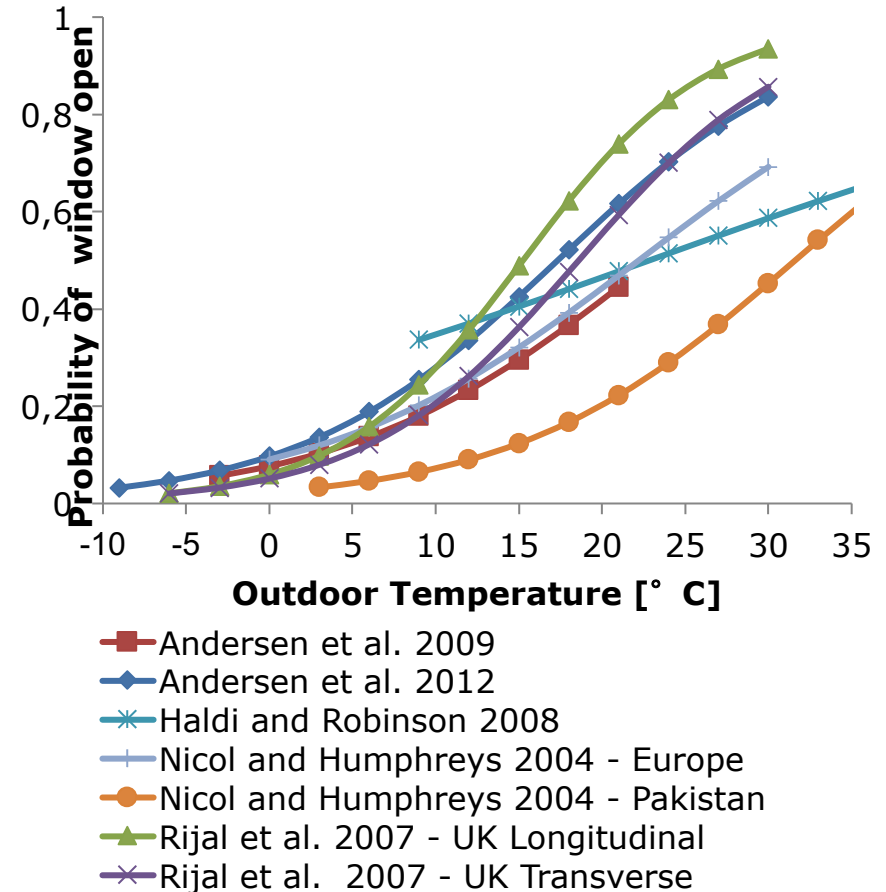 Probability of  window open
1
0,8
0,6
0,4
0,2
0
-10 -5 0 5 10 15 20 25 30 35
Outdoor Temperature [° C]
Andersen et al. 2009
Andersen et al. 2012
Haldi and Robinson 2008
Nicol and Humphreys 2004 - Europe
Nicol and Humphreys 2004 - Pakistan
Rijal et al. 2007 - UK Longitudinal
Rijal et al.  2007 - UK Transverse